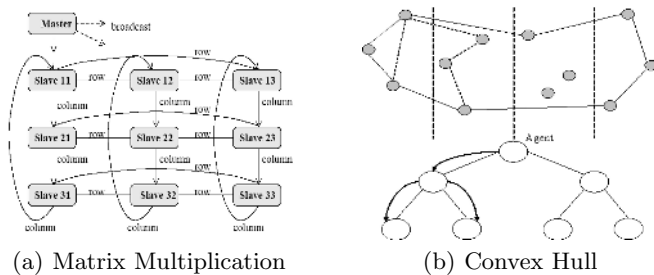 Master
broadcast
Slave 11 row Slave 12 row Slave 13
column column column
row row
Slave 21 row Slave 22 row Slave 23
column column column
row row
Slave 31 row Slave 32 row Slave 33
column column column
Agent
(a) Matrix Multiplication
(b) Convex Hull